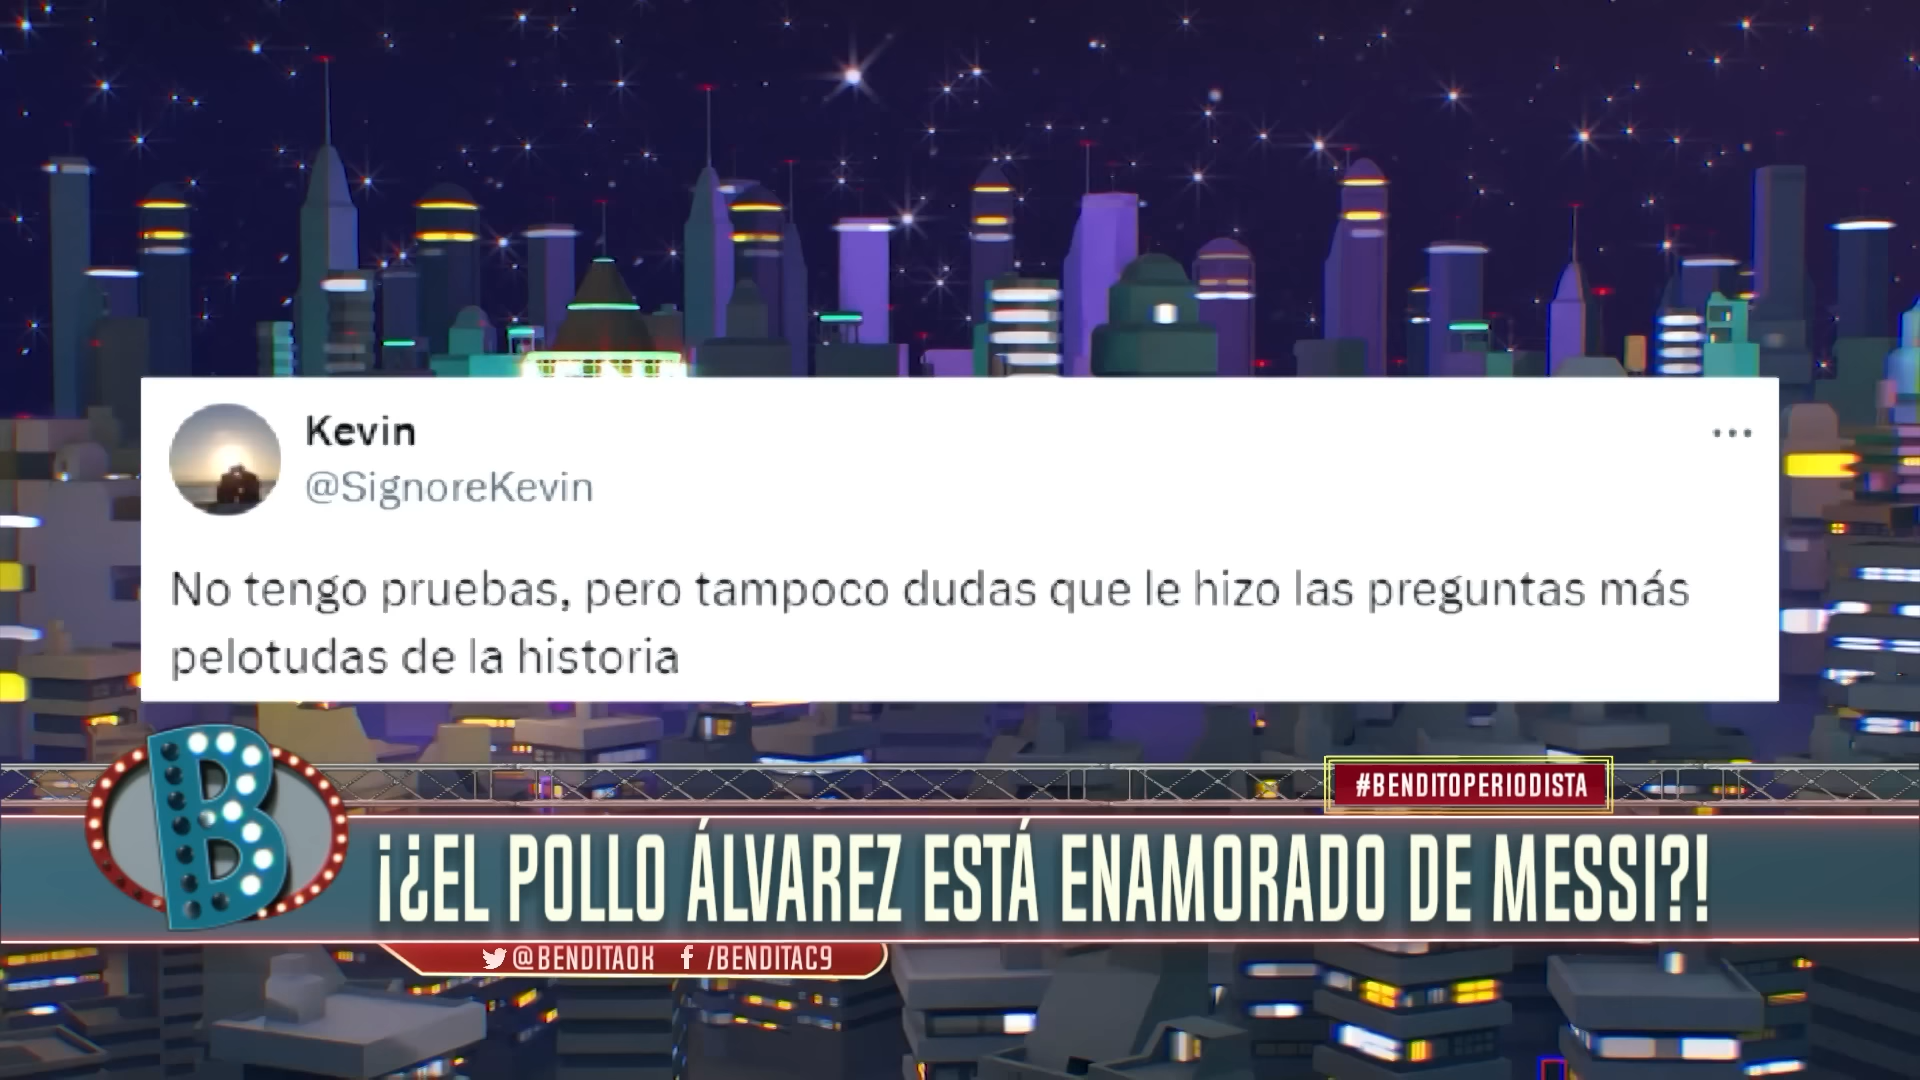 Kevin
@SignoreKevin
No tengo pruebas, pero tampoco dudas que le hizo las preguntas más
pelotudas de la historia
B
#BENDITOPERIODISTA
¡¿EL POLLO ÁLVAREZ ESTÁ ENAMORADO DE MESSI?!
@BENDITAOK f /BENDITAC9